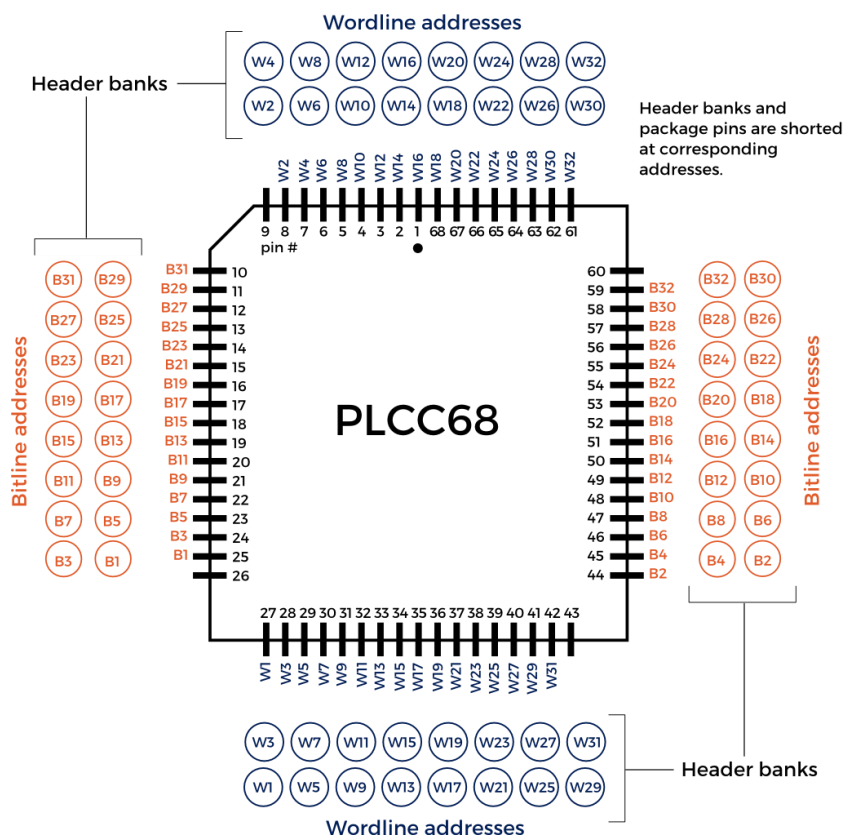 Wordline addresses
W4 W8 W12 W16 W20 W24 W28 W32
Header banks
W2 W6 W10 W14 W18 W22 W26 W30
Header banks and
package pins are shorted
at corresponding
addresses.
W2 W4 W6 W8 W10 W12 W14 W16 W18 W20 W22 W24 W26 W28 W30 W32
9 8 7 6 5 4 3 2 1 68 67 66 65 64 63 62 61
pin #
Bitline addresses
B31 B29
B27 B25
B23 B21
B19 B17
B15 B13
B11 B9
B7 B5
B3 B1
B31 10
B29 11
B27 12
B25 13
B23 14
B21 15
B19 16
B17 17
B15 18
B13 19
B11 20
B9 21
B7 22
B5 23
B3 24
B1 25
26
PLCC68
60
59 B32
58 B30
57 B28
56 B26
55 B24
54 B22
53 B20
52 B18
51 B16
50 B14
49 B12
48 B10
47 B8
46 B6
45 B4
44 B2
B32 B30
B28 B26
B24 B22
B20 B18
B16 B14
B12 B10
B8 B6
B4 B2
Bitline addresses
27 28 29 30 31 32 33 34 35 36 37 38 39 40 41 42 43
W1 W3 W5 W7 W9 W11 W13 W15 W17 W19 W21 W23 W25 W27 W29 W31
W3 W7 W11 W15 W19 W23 W27 W31
Header banks
W1 W5 W9 W13 W17 W21 W25 W29
Wordline addresses